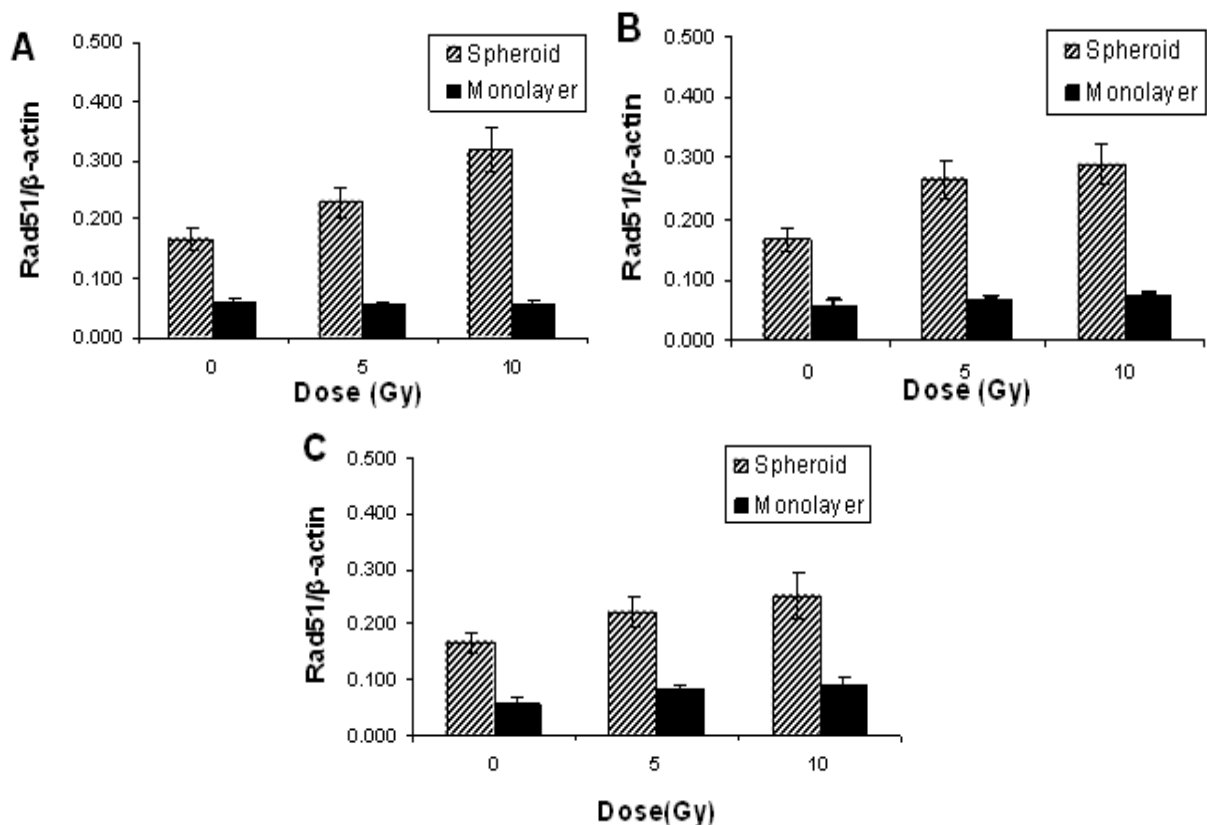 A
Rad51/β-actin
0.500
0.400
0.300
0.200
0.100
0.000
Spheroid
Monolayer
0 5 10
Dose (Gy)
B
Rad51/β-actin
0.500
0.400
0.300
0.200
0.100
0.000
Spheroid
Monolayer
0 5 10
Dose (Gy)
C
Rad51/β-actin
0.500
0.400
0.300
0.200
0.100
0.000
Spheroid
Monolayer
0 5 10
Dose(Gy)